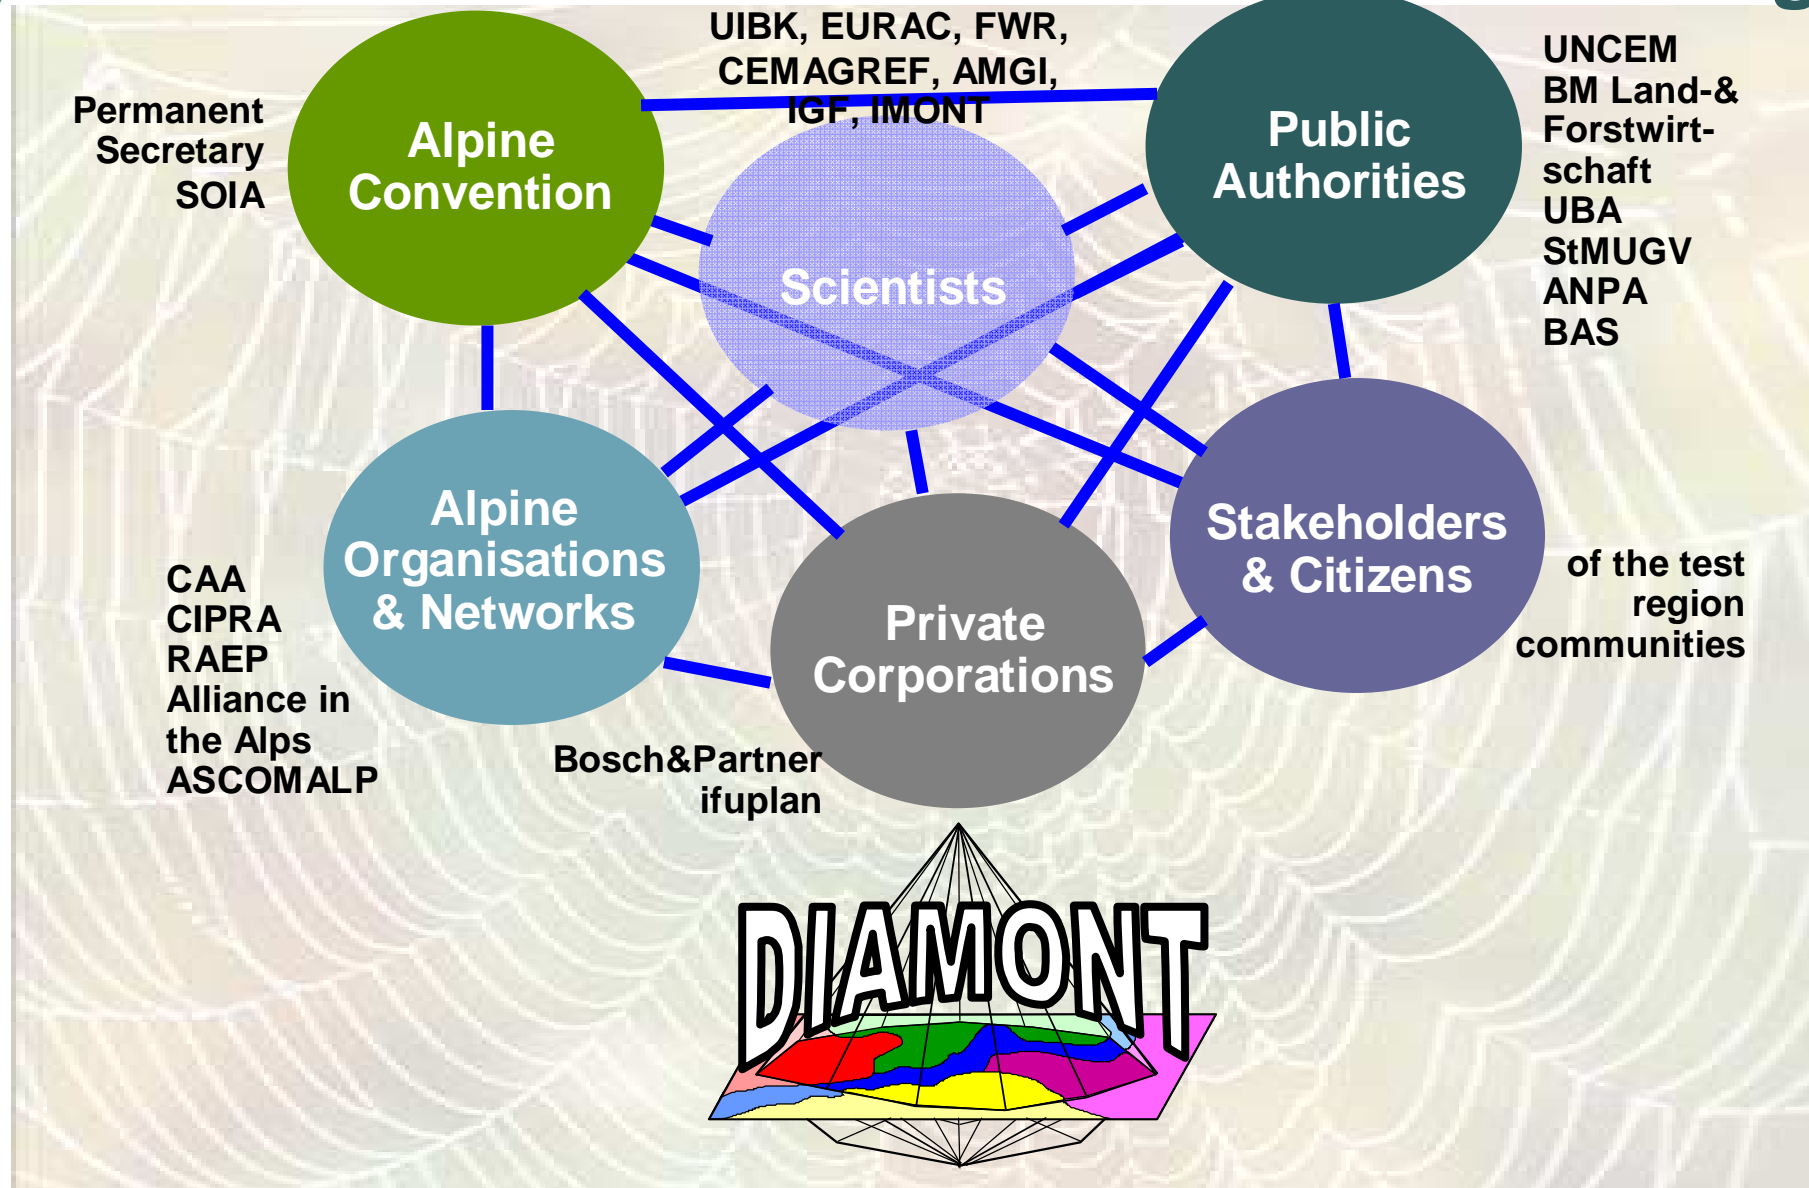 UIBK, EURAC, FWR,
CEMAGREF, AMGI,
IGF, IMONT
Permanent
Secretary
SOIA
Alpine
Convention
Public
Authorities
UNCEM
BM Land-&
Forstwirt-
schaft
UBA
StMUGV
ANPA
BAS
Scientists
Alpine
Organisations
& Networks
Stakeholders
& Citizens
of the test
region
communities
CAA
CIPRA
RAEP
Alliance in
the Alps
ASCOMALP
Private
Corporations
Bosch&Partner
ifuplan
DIAMONT